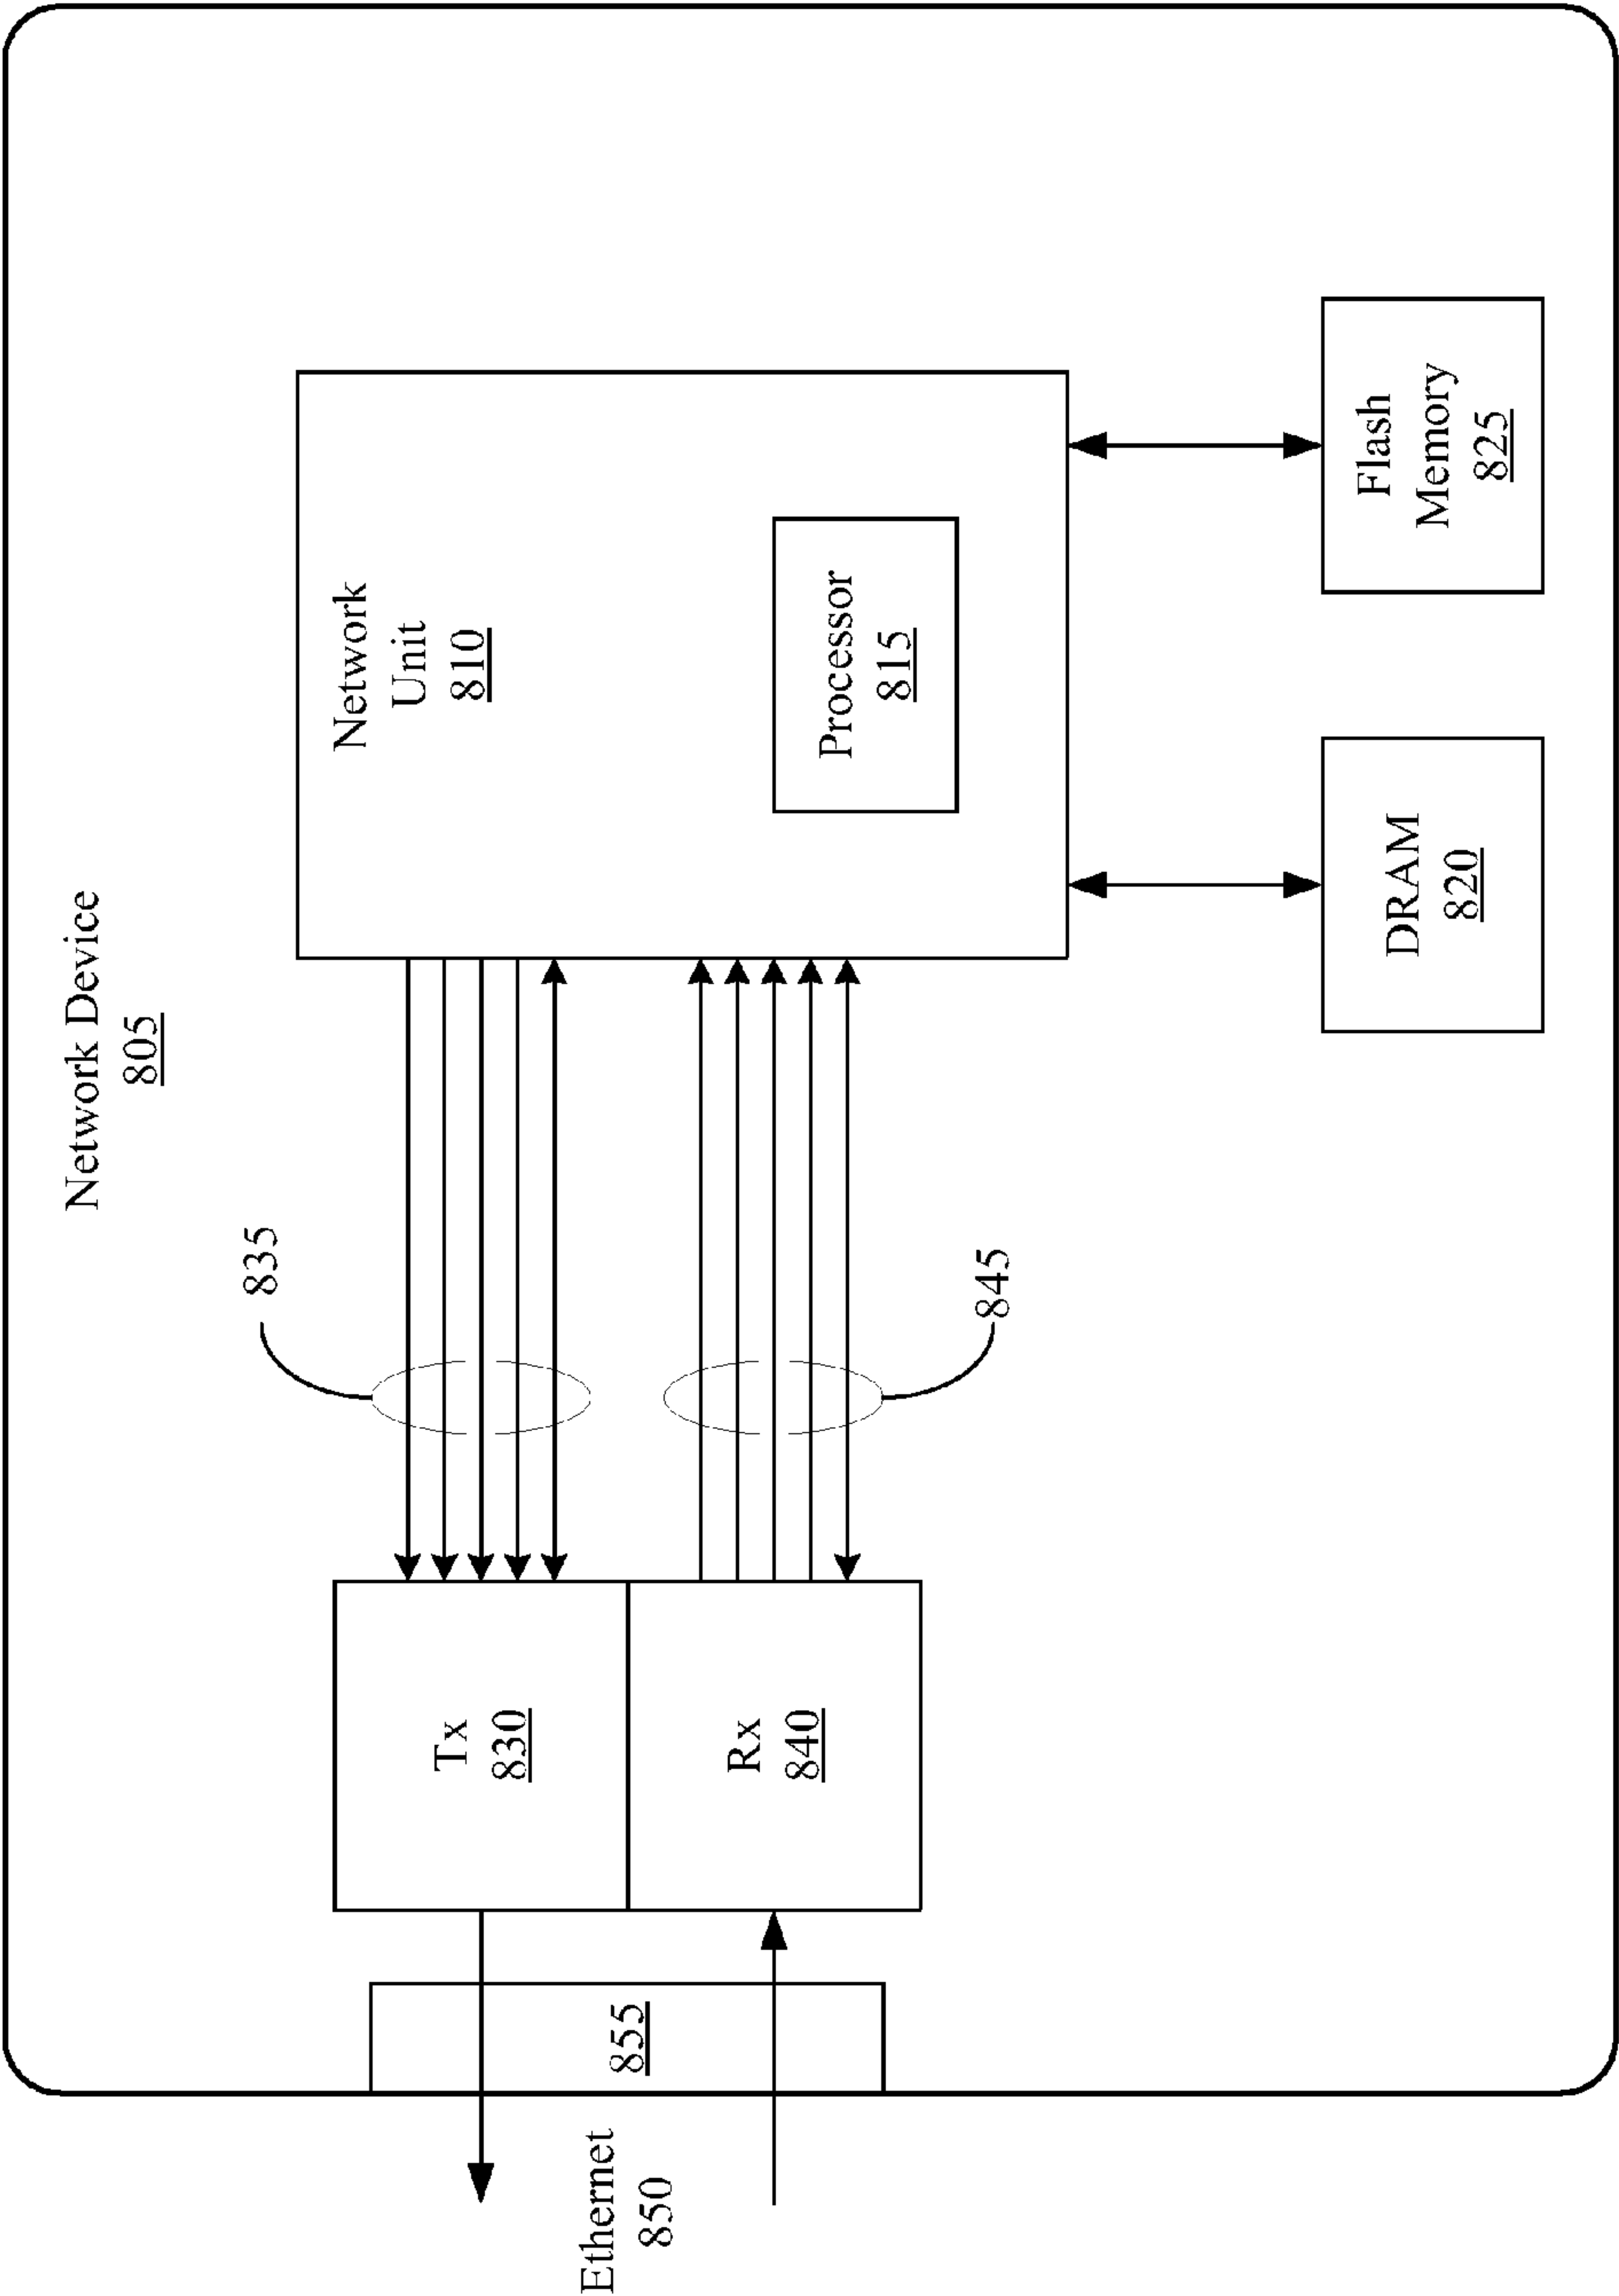 Network Device
805
Network
Unit
810
Processor
815
835
845
Tx
830
Rx
840
855
Ethernet
850
DRAM
820
Flash
Memory
825